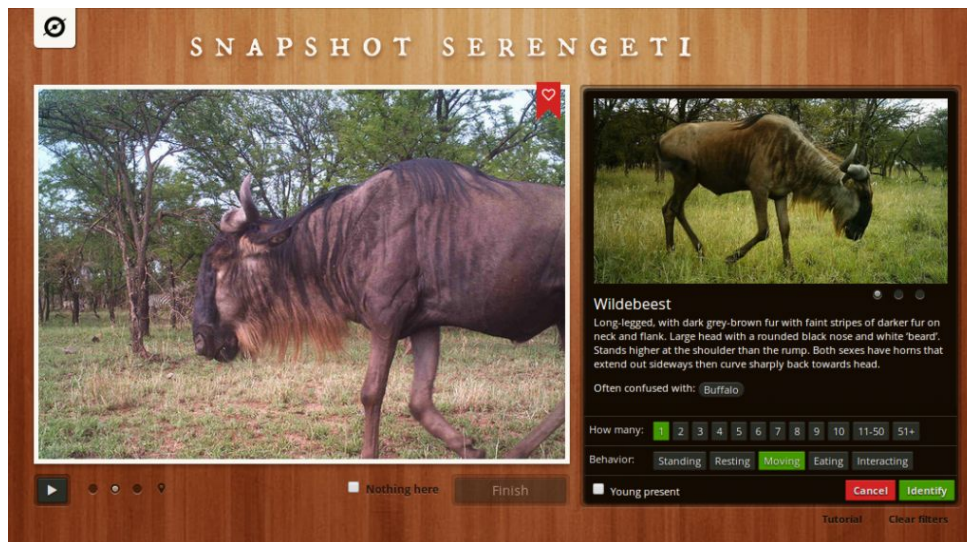 SNAPSHOT SERENGETI
Wildebeest
Long-legged, with dark grey-brown fur with faint stripes of darker fur on
neck and flank. Large head with a rounded black nose and white 'beard'.
Stands higher at the shoulder than the rump. Both sexes have horns that
extend out sideways then curve sharply back towards head.
Often confused with: Buffalo
How many: 1 2 3 4 5 6 7 8 9 10 11-50 51+
Behavior: Standing Resting Moving Eating Interacting
Young present Cancel Identify
Nothing here Finish
Tutorial Clear filters